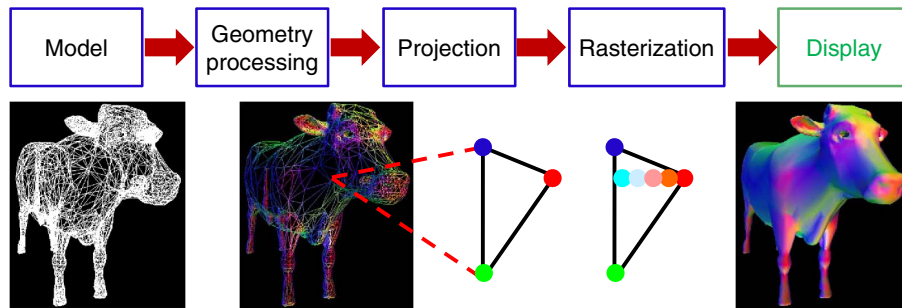 Model
Geometry
processing
Projection
Rasterization
Display